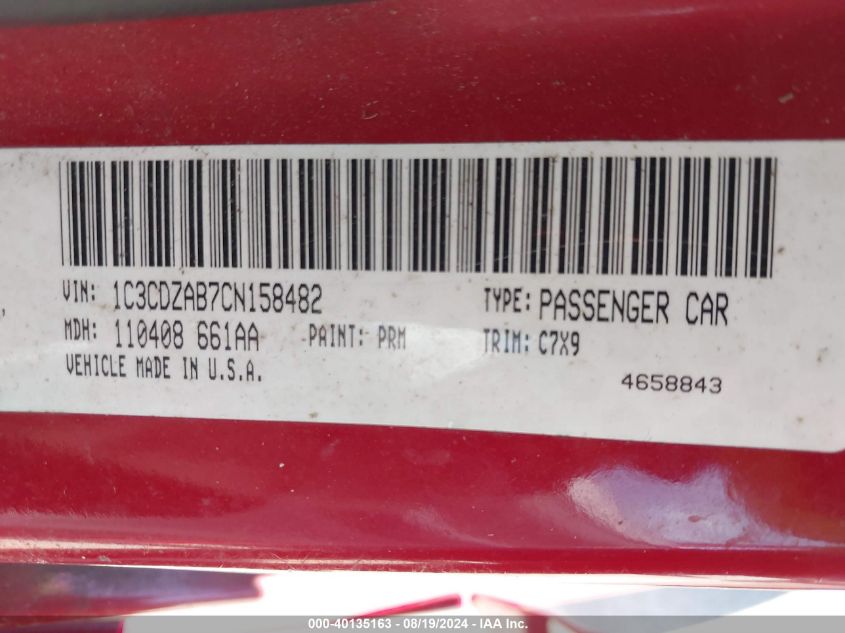 VIN: 1C3CDZAB7CN158482 TYPE: PASSENGER CAR
MDH: 110408 661AA PAINT: PRM TRIM: C7X9
VEHICLE MADE IN U.S.A.
4658843
000-40135163 - 08/19/2024 - IAA Inc.